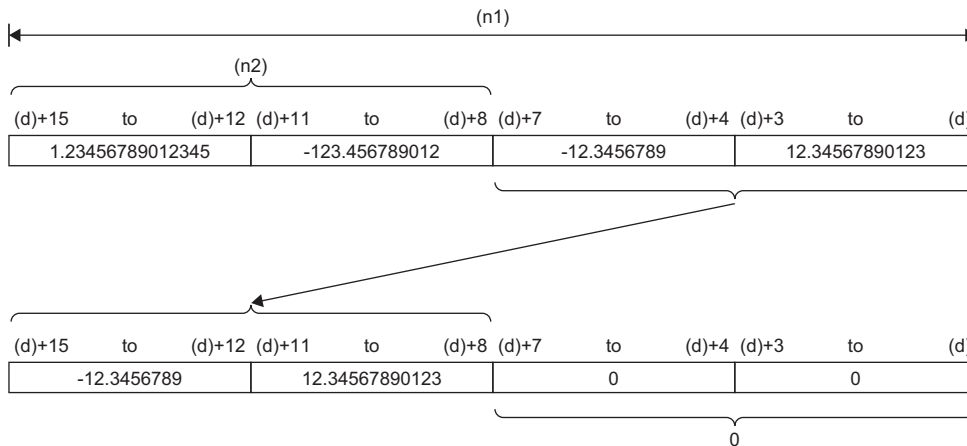 (n1)
(n2)
(d)+15 to (d)+12 (d)+11 to (d)+8 (d)+7 to (d)+4 (d)+3 to (d)
1.23456789012345 -123.456789012 -12.3456789 12.34567890123
(d)+15 to (d)+12 (d)+11 to (d)+8 (d)+7 to (d)+4 (d)+3 to (d)
-12.3456789 12.34567890123 0 0
0